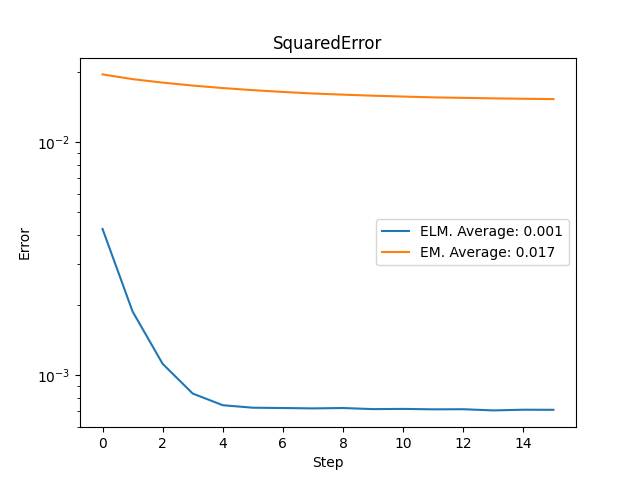 SquaredError
10⁻²
10⁻³
Error
ELM. Average: 0.001
EM. Average: 0.017
0 2 4 6 8 10 12 14
Step